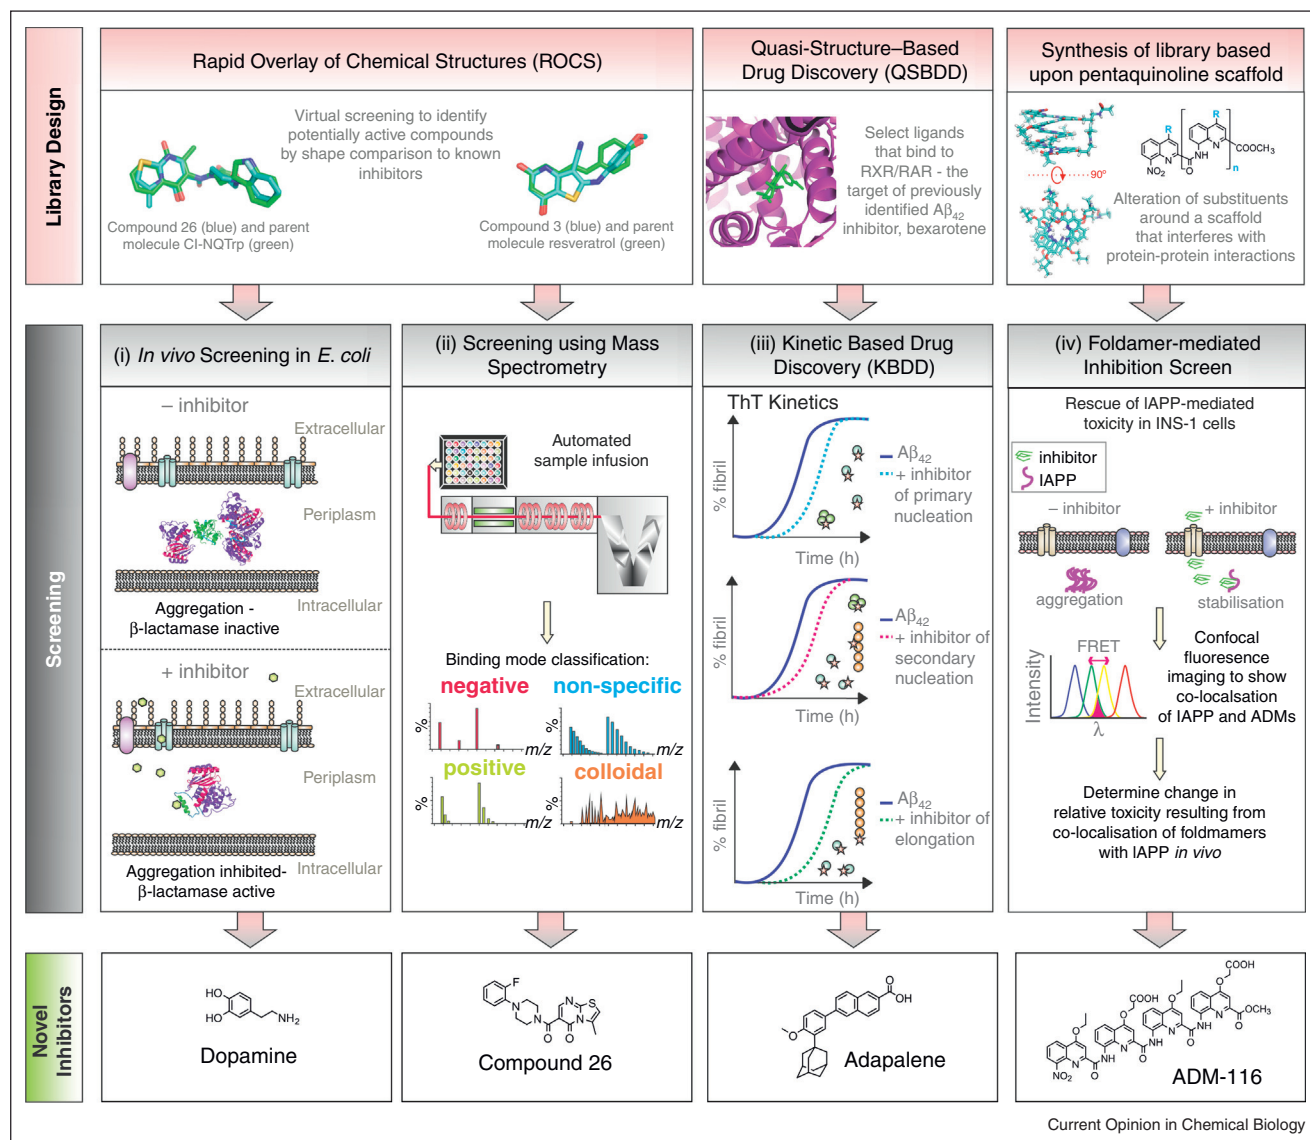 Library Design
Rapid Overlay of Chemical Structures (ROCS)
Virtual screening to identify
potentially active compounds
by shape comparison to known
inhibitors
Compound 26 (blue) and parent
molecule Cl-NQTrp (green)
Compound 3 (blue) and parent
molecule resveratrol (green)
Quasi-Structure–Based
Drug Discovery (QSBDD)
Select ligands
that bind to
RXR/RAR - the
target of previously
identified Aβ42
inhibitor, bexarotene
Synthesis of library based
upon pentaquinoline scaffold
90°
R
R
N
N
NO2
O
NH
COOCH3
n
Alteration of substituents
around a scaffold
that interferes with
protein-protein interactions
Screening
(i) In vivo Screening in E. coli
– inhibitor
Extracellular
Periplasm
Intracellular
Aggregation -
β-lactamase inactive
+ inhibitor
Extracellular
Periplasm
Intracellular
Aggregation inhibited-
β-lactamase active
(ii) Screening using Mass
Spectrometry
Automated
sample infusion
Binding mode classification:
negative
non-specific
%
m/z
%
m/z
positive
colloidal
%
m/z
%
m/z
(iii) Kinetic Based Drug
Discovery (KBDD)
ThT Kinetics
% fibril
Time (h)
Aβ42
+ inhibitor
of primary
nucleation
% fibril
Time (h)
Aβ42
+ inhibitor of
secondary
nucleation
% fibril
Time (h)
Aβ42
+ inhibitor of
elongation
(iv) Foldamer-mediated
Inhibition Screen
Rescue of IAPP-mediated
toxicity in INS-1 cells
inhibitor
IAPP
– inhibitor
+ inhibitor
aggregation
stabilisation
FRET
Intensity
λ
Confocal
fluoresence
imaging to show
co-localisation
of IAPP and ADMs
Determine change in
relative toxicity resulting from
co-localisation of foldmamers
with IAPP in vivo
Novel
Inhibitors
HO
HO
NH2
Dopamine
F
N
N
O
N
N
S
O
Compound 26
O
OH
O
Adapalene
COOH
O
COOH
O
O
O
OCH3
O
N
NH
O
N
NH
O
N
NH
O
N
NO2
ADM-116
Current Opinion in Chemical Biology